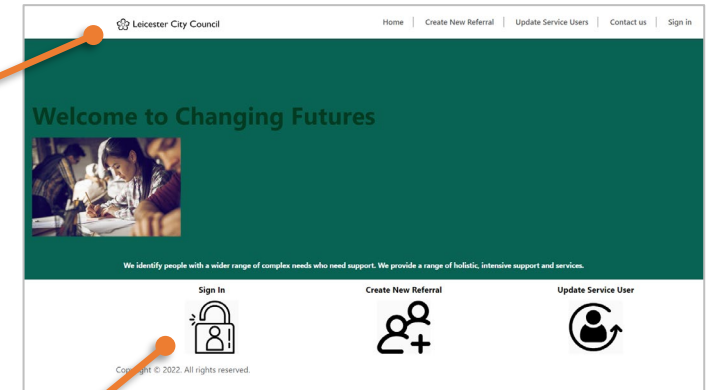 Leicester City Council
Home | Create New Referral | Update Service Users | Contact us | Sign in
Welcome to Changing Futures
We identify people with a wider range of complex needs who need support. We provide a range of holistic, intensive support and services.
Sign In
Create New Referral
Update Service User
Copyright © 2022. All rights reserved.